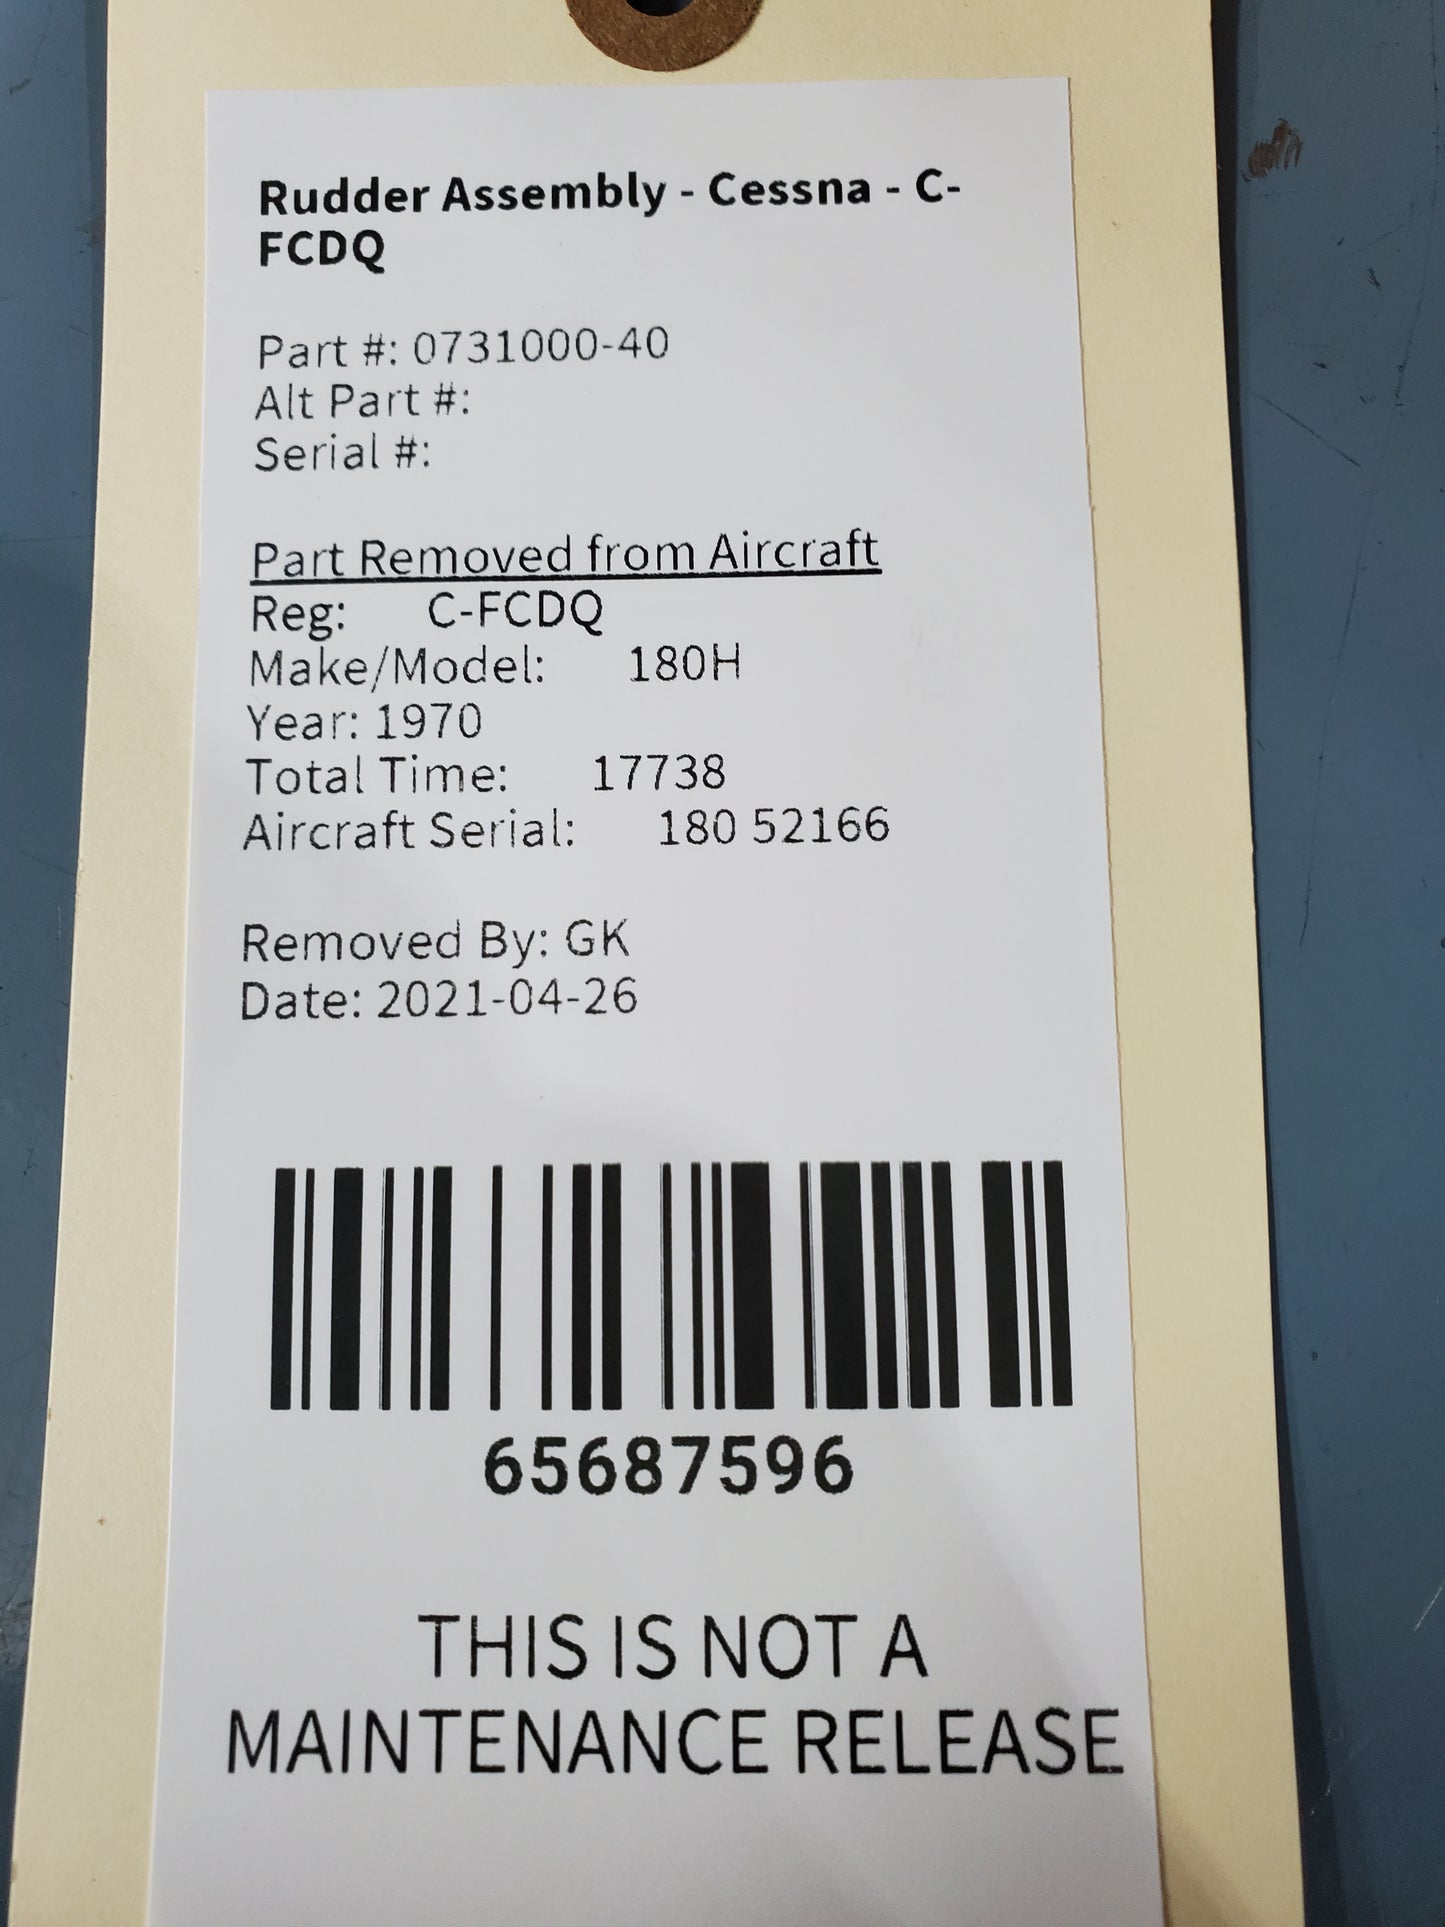 Rudder Assembly - Cessna - C-
FCDQ
Part #: 0731000-40
Alt Part #:
Serial #:
Part Removed from Aircraft
Reg: C-FCDQ
Make/Model: 180H
Year: 1970
Total Time: 17738
Aircraft Serial: 180 52166
Removed By: GK
Date: 2021-04-26
65687596
THIS IS NOT A
MAINTENANCE RELEASE